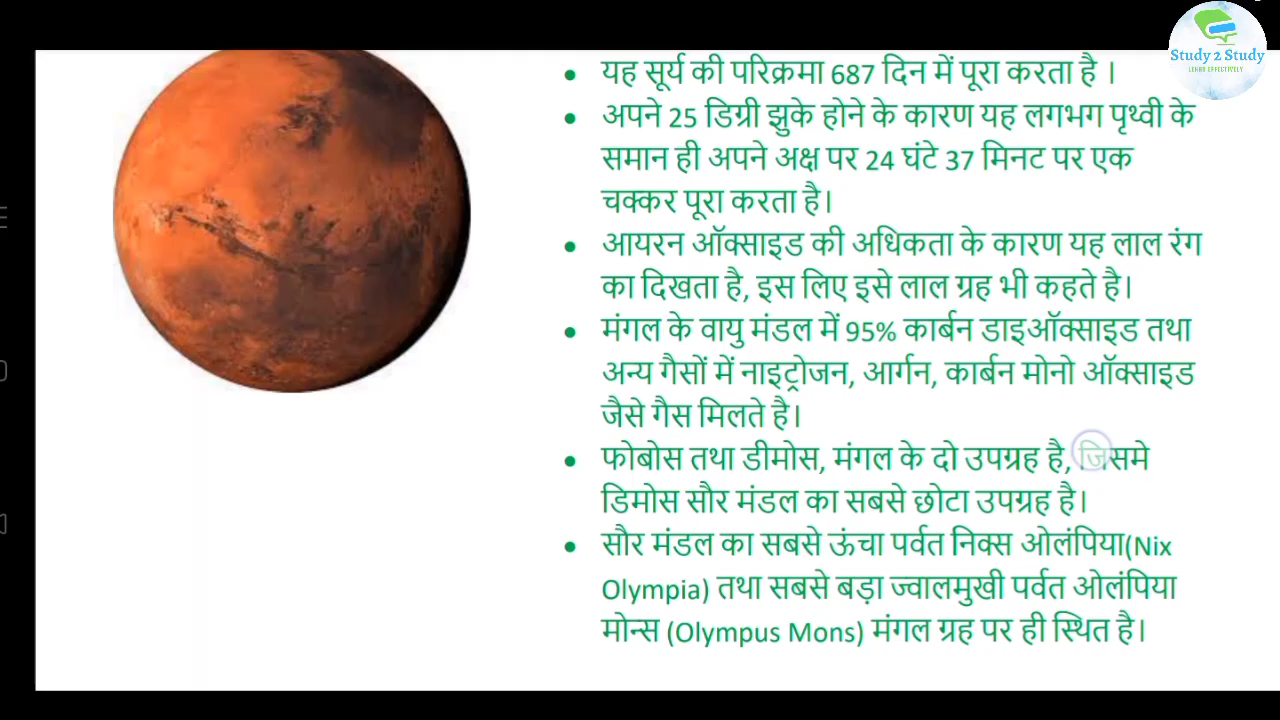 Study 2 Study
LEARN EFFECTIVELY
यह सूर्य की परिक्रमा 687 दिन में पूरा करता है ।
अपने 25 डिग्री झुके होने के कारण यह लगभग पृथ्वी के
समान ही अपने अक्ष पर 24 घंटे 37 मिनट पर एक
चक्कर पूरा करता है।
आयरन ऑक्साइड की अधिकता के कारण यह लाल रंग
का दिखता है, इस लिए इसे लाल ग्रह भी कहते है।
मंगल के वायु मंडल में 95% कार्बन डाइऑक्साइड तथा
अन्य गैसों में नाइट्रोजन, आर्गन, कार्बन मोनो ऑक्साइड
जैसे गैस मिलते है।
फोबोस तथा डीमोस, मंगल के दो उपग्रह है, जिसमे
डिमोस सौर मंडल का सबसे छोटा उपग्रह है।
सौर मंडल का सबसे ऊंचा पर्वत निक्स ओलंपिया(Nix
Olympia) तथा सबसे बड़ा ज्वालमुखी पर्वत ओलंपिया
मोन्स (Olympus Mons) मंगल ग्रह पर ही स्थित है।